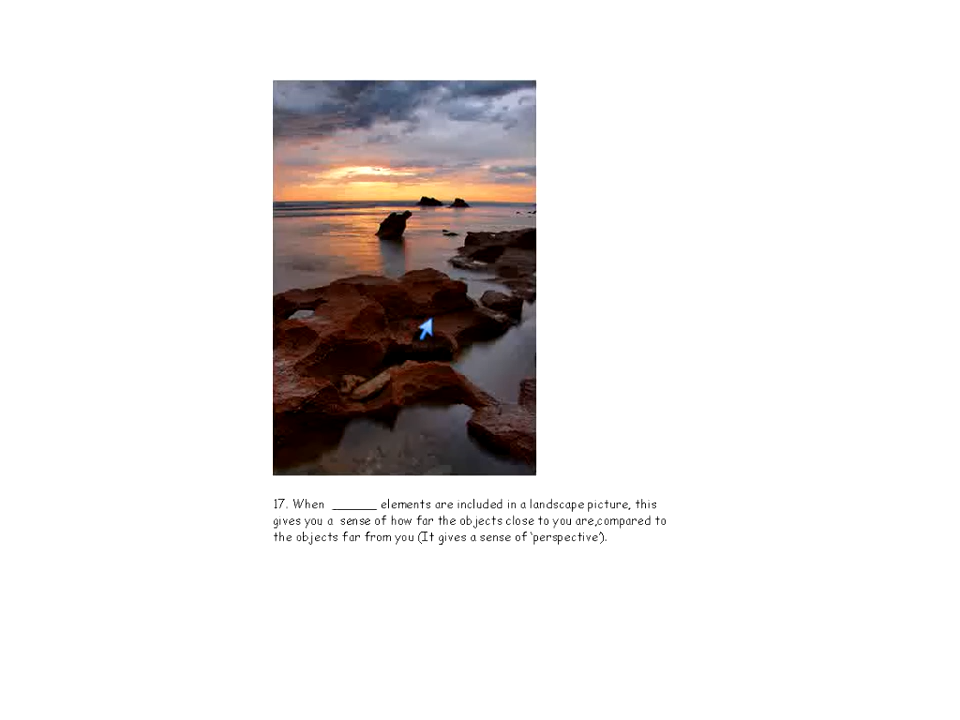 17. When ______ elements are included in a landscape picture, this
gives you a sense of how far the objects close to you are,compared to
the objects far from you (It gives a sense of 'perspective').